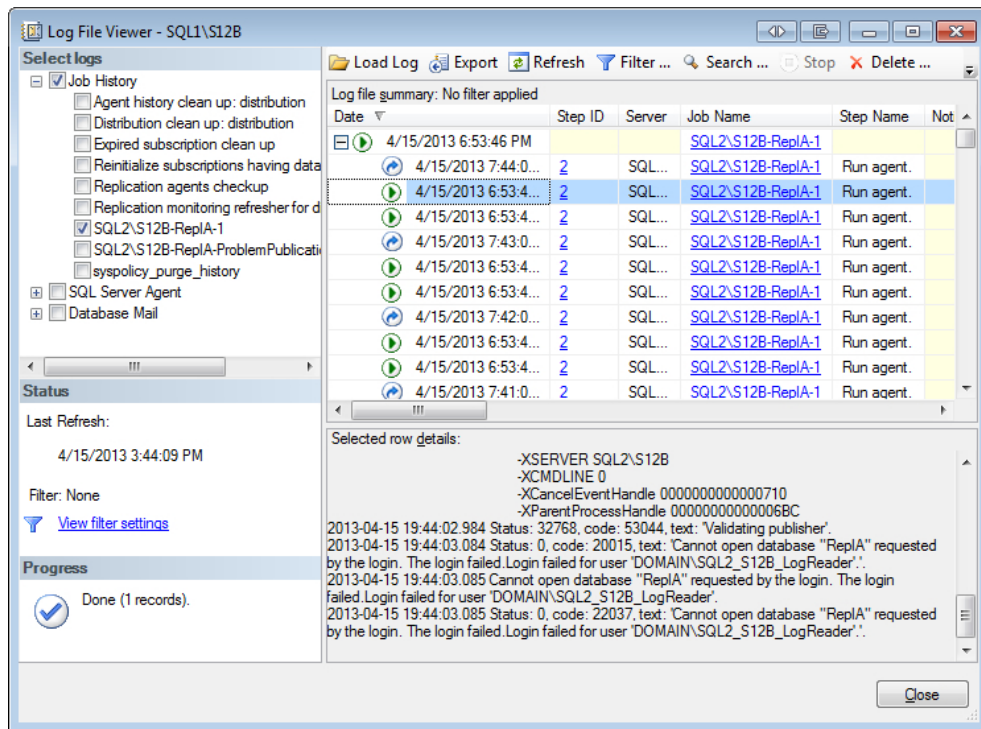 Log File Viewer - SQL1\S12B
Select logs
Job History
Agent history clean up: distribution
Distribution clean up: distribution
Expired subscription clean up
Reinitialize subscriptions having data
Replication agents checkup
Replication monitoring refresher for d
SQL2\S12B-ReplA-1
SQL2\S12B-ReplA-ProblemPublicati
syspolicy_purge_history
SQL Server Agent
Database Mail
Status
Last Refresh:
4/15/2013 3:44:09 PM
Filter: None
View filter settings
Progress
Done (1 records).
Load Log Export Refresh Filter ... Search ... Stop Delete ...
Log file summary: No filter applied
Date Step ID Server Job Name Step Name Not
4/15/2013 6:53:46 PM SQL2\S12B-ReplA-1
4/15/2013 7:44:0... 2 SQL... SQL2\S12B-ReplA-1 Run agent.
4/15/2013 6:53:4... 2 SQL... SQL2\S12B-ReplA-1 Run agent.
4/15/2013 6:53:4... 2 SQL... SQL2\S12B-ReplA-1 Run agent.
4/15/2013 7:43:0... 2 SQL... SQL2\S12B-ReplA-1 Run agent.
4/15/2013 6:53:4... 2 SQL... SQL2\S12B-ReplA-1 Run agent.
4/15/2013 6:53:4... 2 SQL... SQL2\S12B-ReplA-1 Run agent.
4/15/2013 7:42:0... 2 SQL... SQL2\S12B-ReplA-1 Run agent.
4/15/2013 6:53:4... 2 SQL... SQL2\S12B-ReplA-1 Run agent.
4/15/2013 6:53:4... 2 SQL... SQL2\S12B-ReplA-1 Run agent.
4/15/2013 7:41:0... 2 SQL... SQL2\S12B-ReplA-1 Run agent.
Selected row details:
-XSERVER SQL2\S12B
-XCMDLINE 0
-XCancelEventHandle 0000000000000710
-XParentProcessHandle 00000000000006BC
2013-04-15 19:44:02.984 Status: 32768, code: 53044, text: 'Validating publisher'.
2013-04-15 19:44:03.084 Status: 0, code: 20015, text: 'Cannot open database "ReplA" requested
by the login. The login failed.Login failed for user 'DOMAIN\SQL2_S12B_LogReader'.'.
2013-04-15 19:44:03.085 Cannot open database "ReplA" requested by the login. The login
failed.Login failed for user 'DOMAIN\SQL2_S12B_LogReader'.
2013-04-15 19:44:03.085 Status: 0, code: 22037, text: 'Cannot open database "ReplA" requested
by the login. The login failed.Login failed for user 'DOMAIN\SQL2_S12B_LogReader'.'.
Close